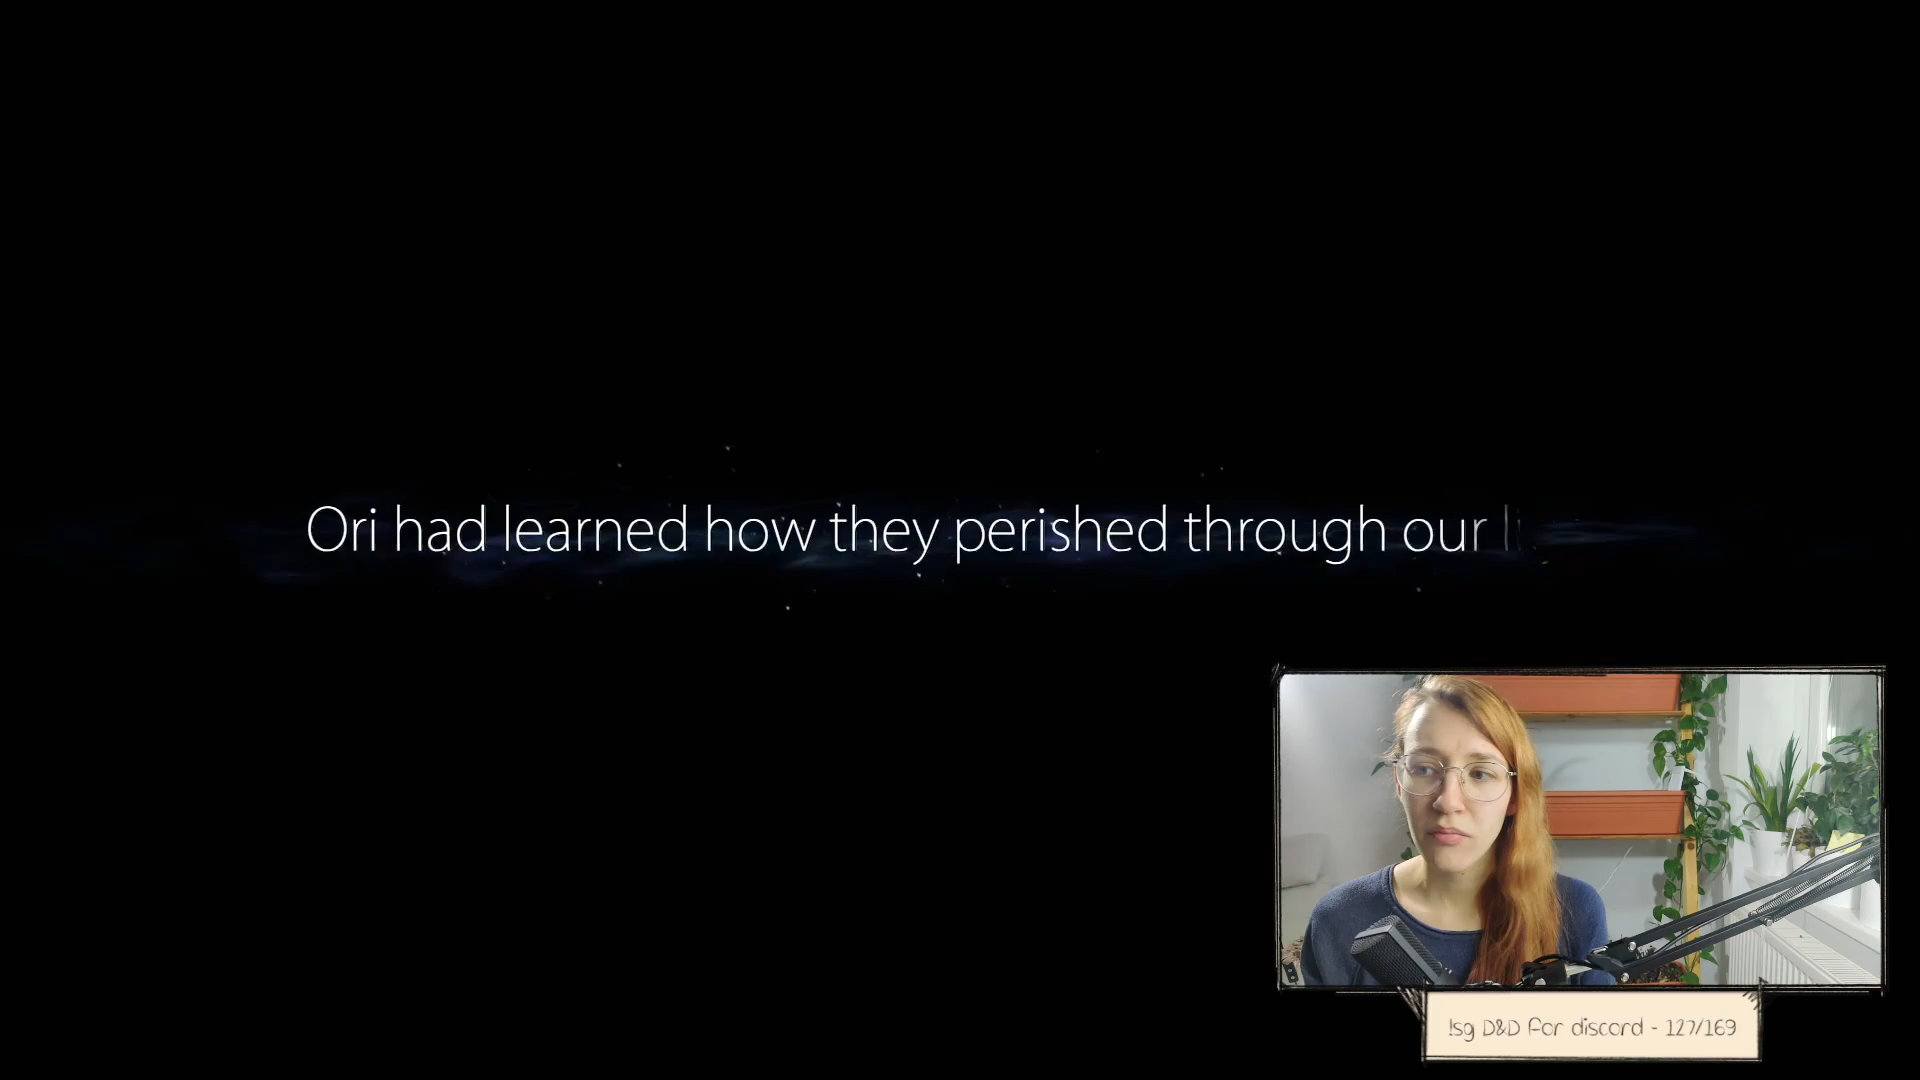 Ori had learned how they perished through our
!sg D&D for discord - 127/169